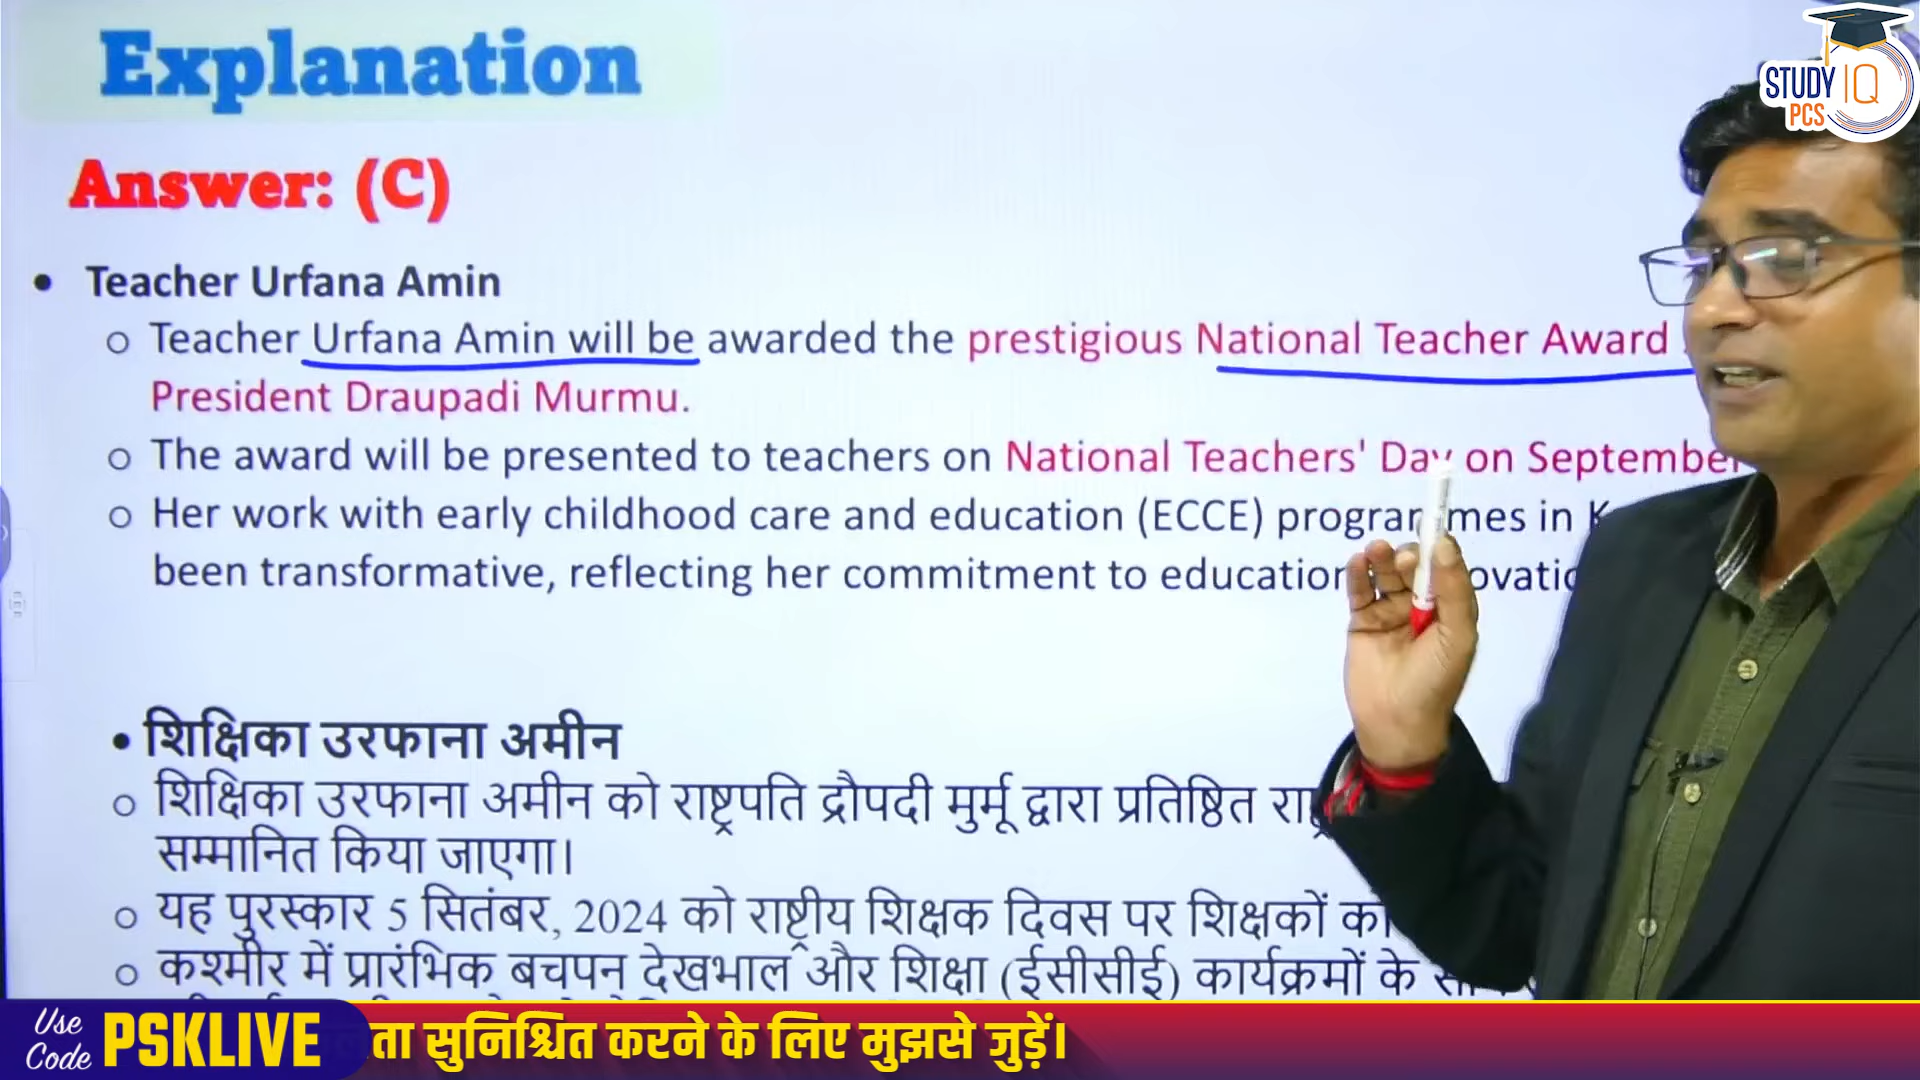 Explanation
STUDY IQ
PCS
Answer: (C)
• Teacher Urfana Amin
o Teacher Urfana Amin will be awarded the prestigious National Teacher Award
President Draupadi Murmu.
o The award will be presented to teachers on National Teachers' Day on September
o Her work with early childhood care and education (ECCE) programmes in
been transformative, reflecting her commitment to
• शिक्षिका उरफाना अमीन
o शिक्षिका उरफाना अमीन को राष्ट्रपति द्रौपदी मुर्मू द्वारा प्रतिष्ठित
सम्मानित किया जाएगा।
o यह पुरस्कार 5 सितंबर, 2024 को राष्ट्रीय शिक्षक दिवस पर शिक्षकों को
o कश्मीर में प्रारंभिक बचपन देखभाल और शिक्षा (ईसीसीई) कार्यक्रमों के
Use Code PSKLIVE
सुनिश्चित करने के लिए मुझसे जुड़ें।